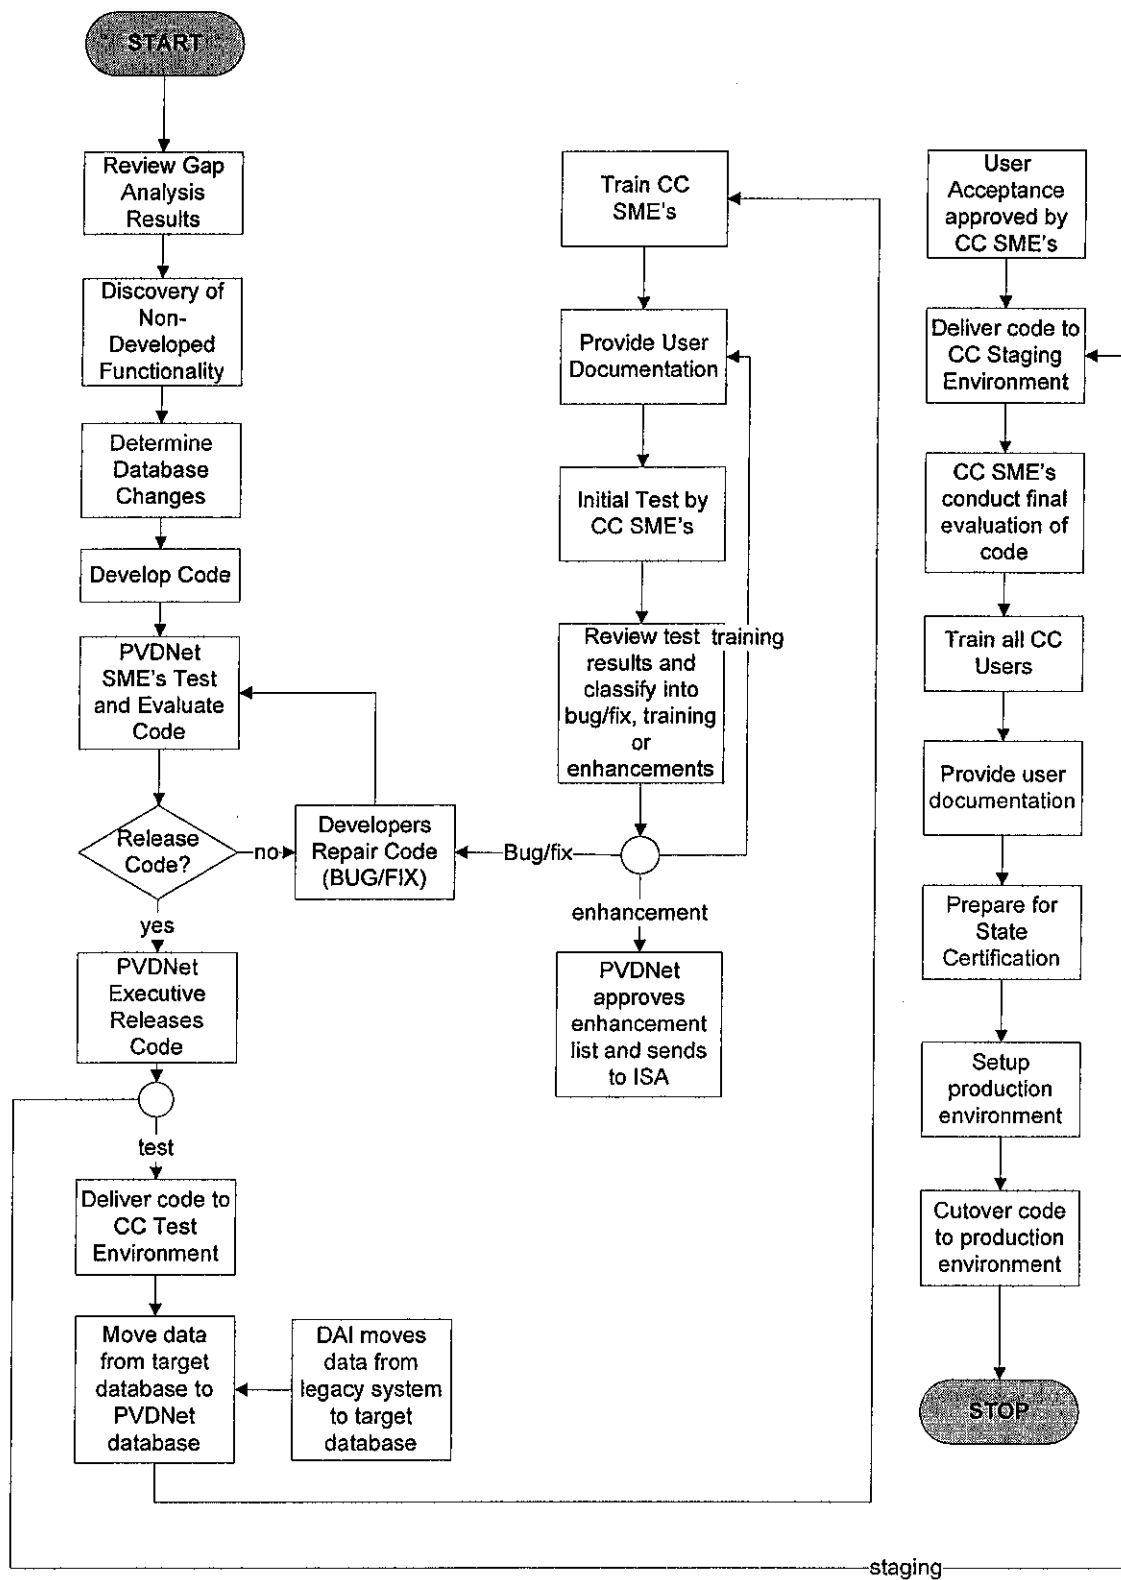 START
Review Gap
Analysis
Results
Discovery of
Non-
Developed
Functionality
Determine
Database
Changes
Develop Code
PVDNet
SME's Test
and Evaluate
Code
Release
Code?
no
Developers
Repair Code
(BUG/FIX)
yes
PVDNet
Executive
Releases
Code
test
Deliver code to
CC Test
Environment
Move data
from target
database to
PVDNet
database
DAI moves
data from
legacy system
to target
database
Train CC
SME's
Provide User
Documentation
Initial Test by
CC SME's
Review test
results and
classify into
bug/fix, training
or
enhancements
training
Bug/fix
enhancement
PVDNet
approves
enhancement
list and sends
to ISA
User
Acceptance
approved by
CC SME's
Deliver code to
CC Staging
Environment
CC SME's
conduct final
evaluation of
code
Train all CC
Users
Provide user
documentation
Prepare for
State
Certification
Setup
production
environment
Cutover code
to production
environment
STOP
staging